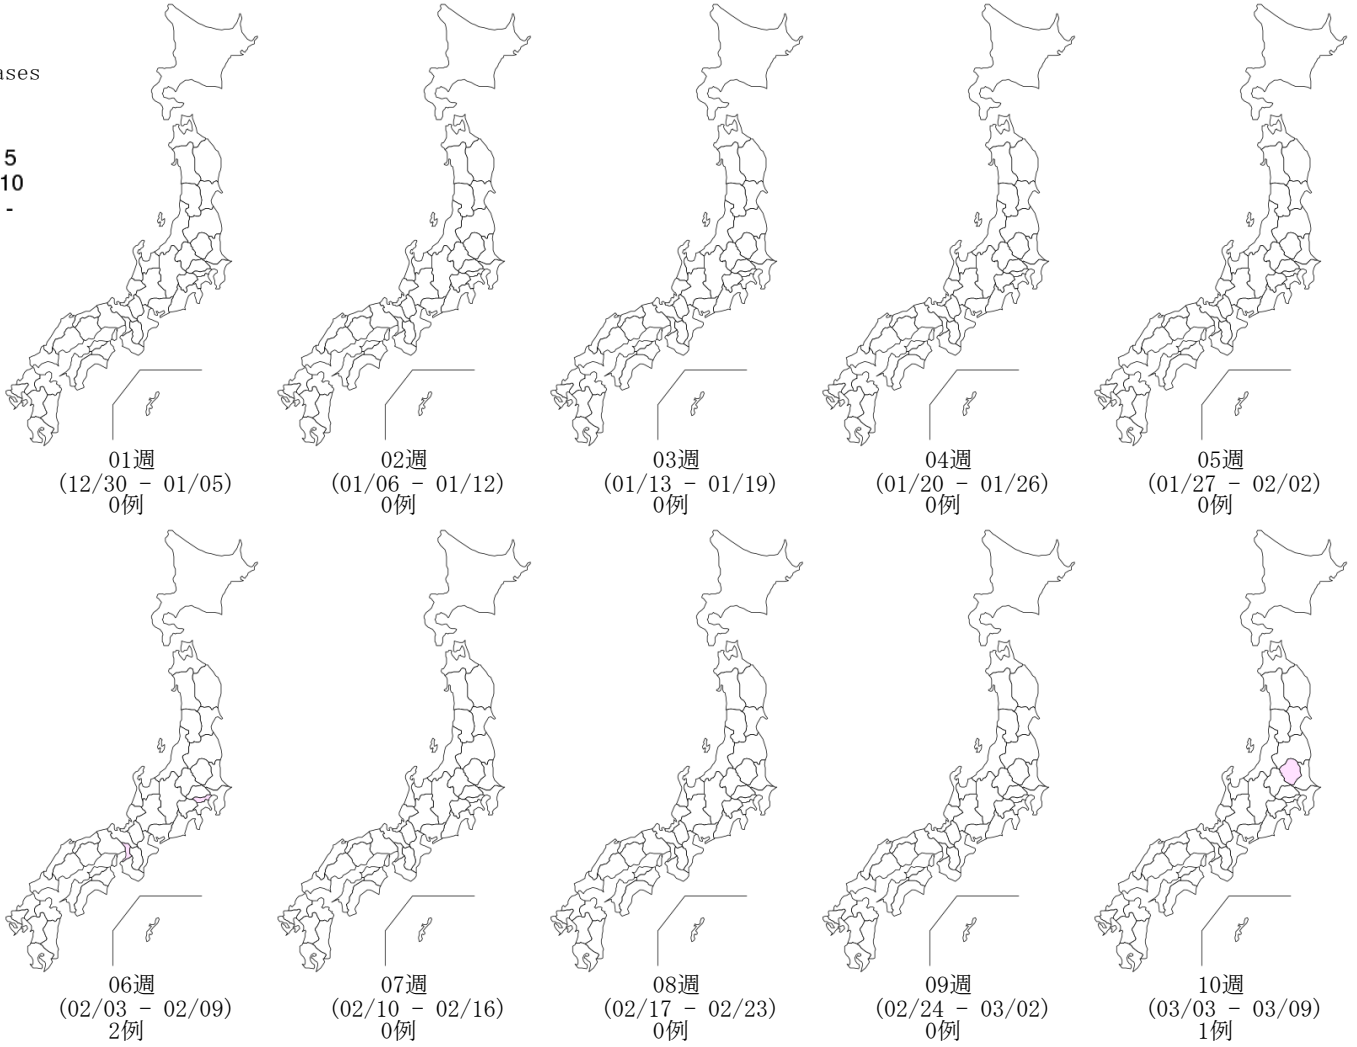 ases
5
10
-
01週
(12/30 - 01/05)
0例
02週
(01/06 - 01/12)
0例
03週
(01/13 - 01/19)
0例
04週
(01/20 - 01/26)
0例
05週
(01/27 - 02/02)
0例
06週
(02/03 - 02/09)
2例
07週
(02/10 - 02/16)
0例
08週
(02/17 - 02/23)
0例
09週
(02/24 - 03/02)
0例
10週
(03/03 - 03/09)
1例